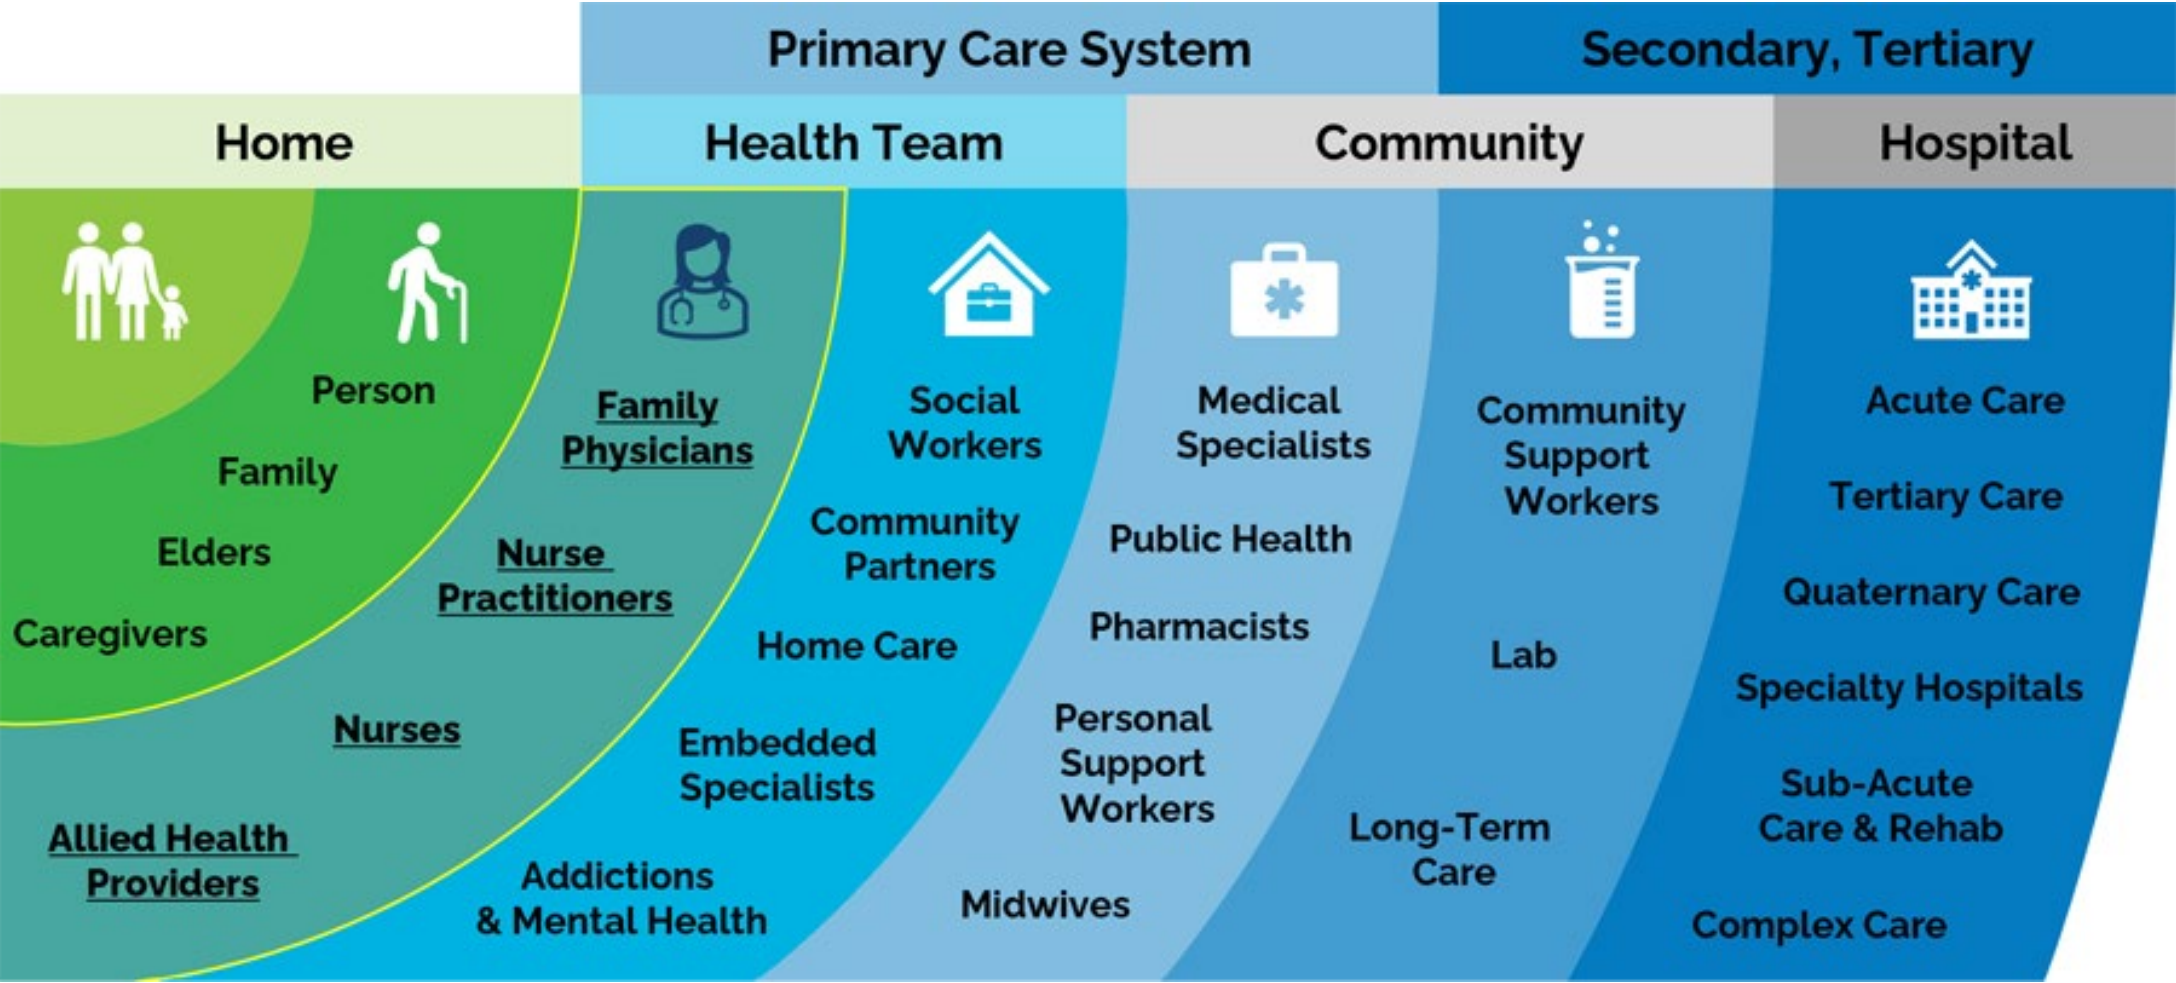 Primary Care System
Secondary, Tertiary
Home
Health Team
Community
Hospital
Person
Family
Elders
Caregivers
Family
Physicians
Nurse
Practitioners
Nurses
Allied Health
Providers
Social
Workers
Community
Partners
Home Care
Embedded
Specialists
Addictions
& Mental Health
Medical
Specialists
Public Health
Pharmacists
Personal
Support
Workers
Midwives
Community
Support
Workers
Lab
Long-Term
Care
Acute Care
Tertiary Care
Quaternary Care
Specialty Hospitals
Sub-Acute
Care & Rehab
Complex Care